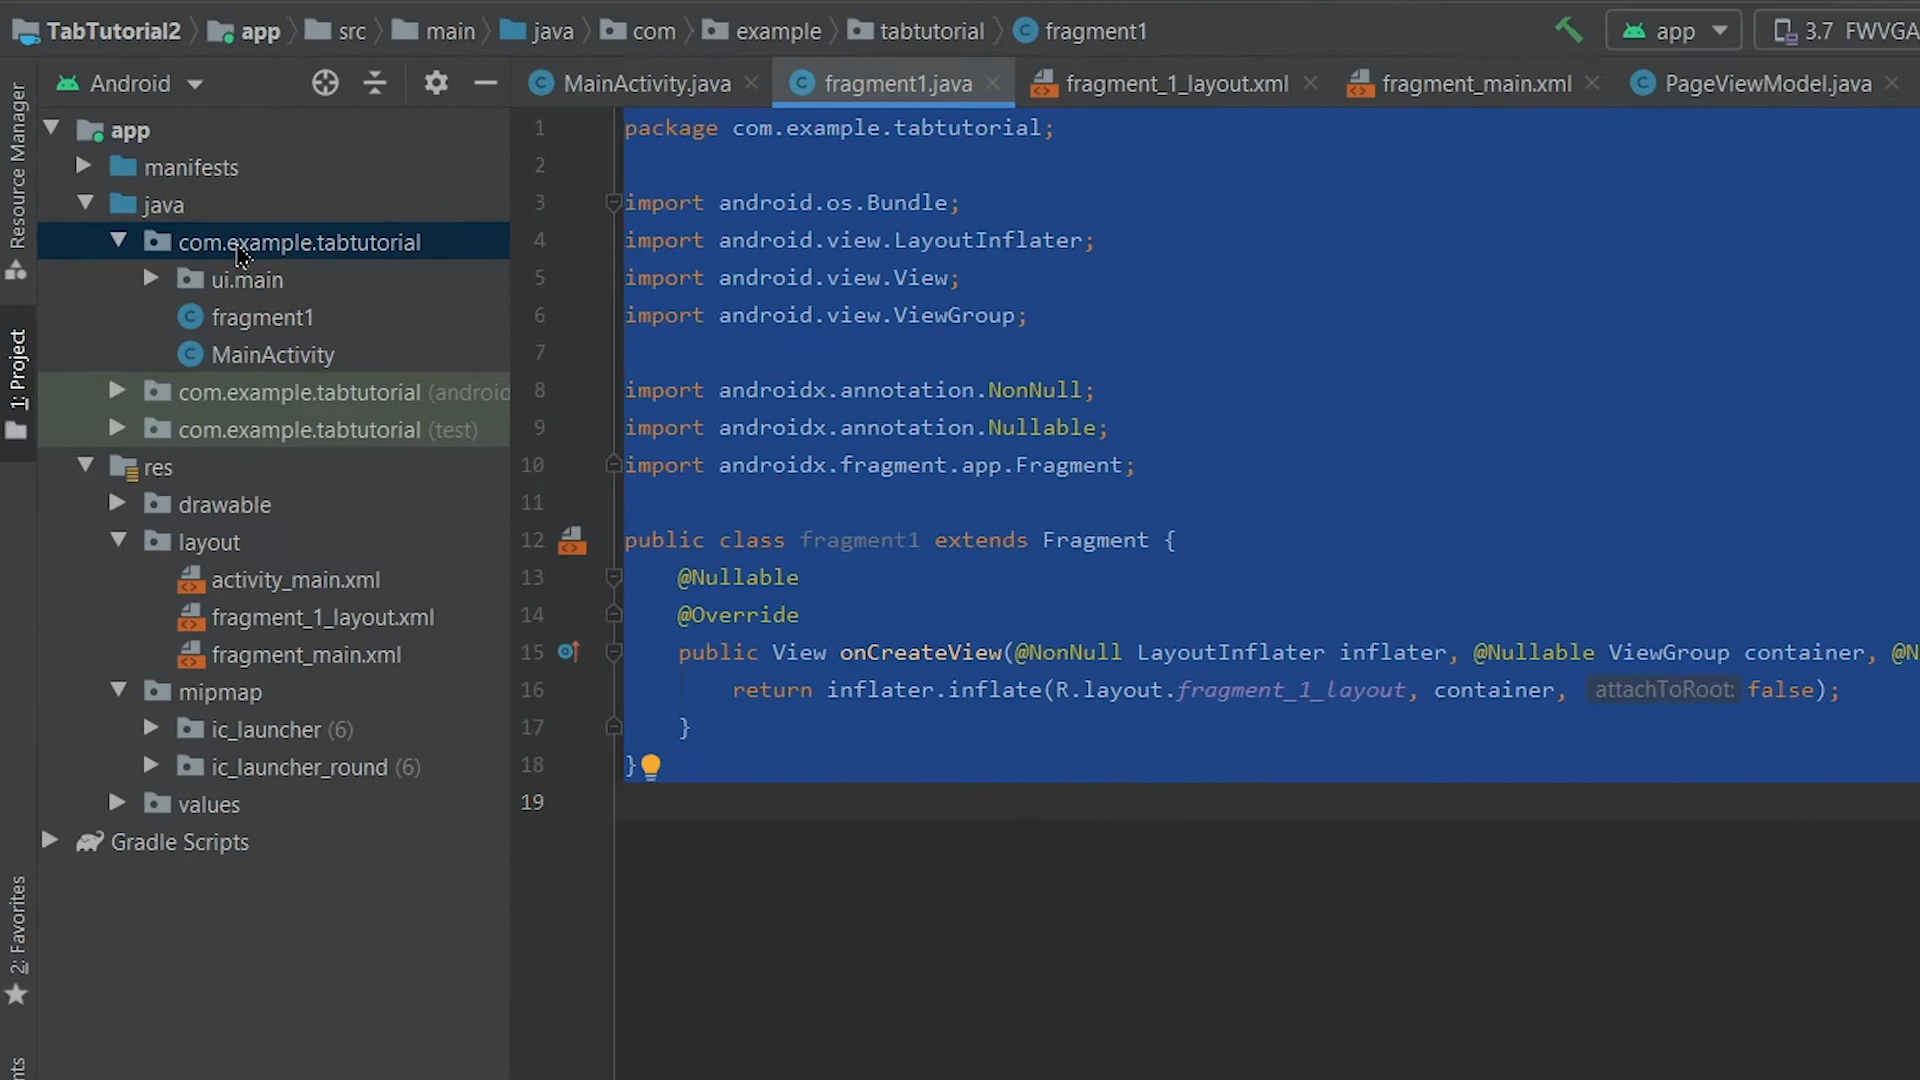 TabTutorial2 app src main java com example tabtutorial fragment1 app 3.7 FWVGA
Android MainActivity.java fragment1.java fragment_1_layout.xml fragment_main.xml PageViewModel.java
Resource Manager
1: Project
2: Favorites
nts
app
manifests
java
com.example.tabtutorial
ui.main
fragment1
MainActivity
com.example.tabtutorial (android
com.example.tabtutorial (test)
res
drawable
layout
activity_main.xml
fragment_1_layout.xml
fragment_main.xml
mipmap
ic_launcher (6)
ic_launcher_round (6)
values
Gradle Scripts
1 package com.example.tabtutorial;
2
3 import android.os.Bundle;
4 import android.view.LayoutInflater;
5 import android.view.View;
6 import android.view.ViewGroup;
7
8 import androidx.annotation.NonNull;
9 import androidx.annotation.Nullable;
10 import androidx.fragment.app.Fragment;
11
12 public class fragment1 extends Fragment {
13 @Nullable
14 @Override
15 public View onCreateView(@NonNull LayoutInflater inflater, @Nullable ViewGroup container, @N
16 return inflater.inflate(R.layout.fragment_1_layout, container, attachToRoot: false);
17 }
18 }
19